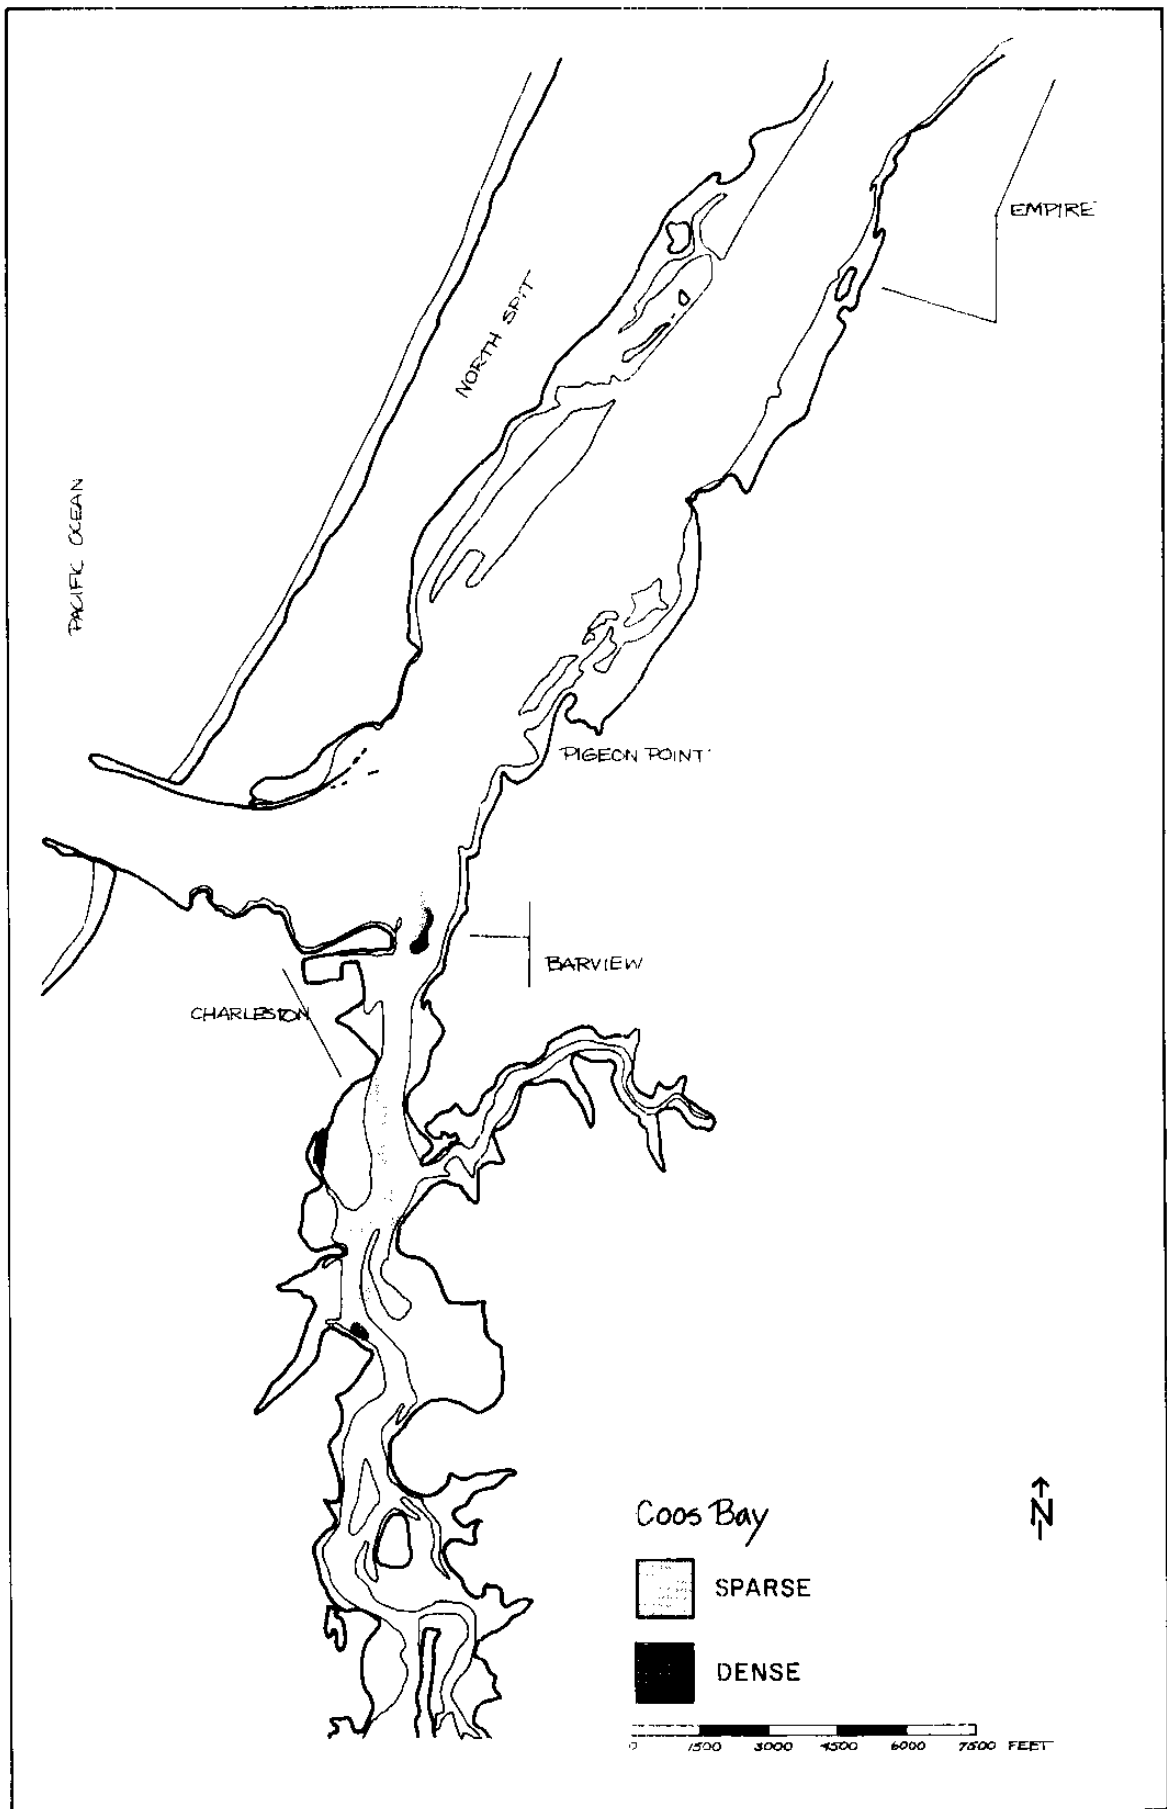 EMPIRE
NORTH SPIT
PACIFIC OCEAN
PIGEON POINT
BARVIEW
CHARLESTON
Coos Bay
N
SPARSE
DENSE
0 1500 3000 4500 6000 7500 FEET